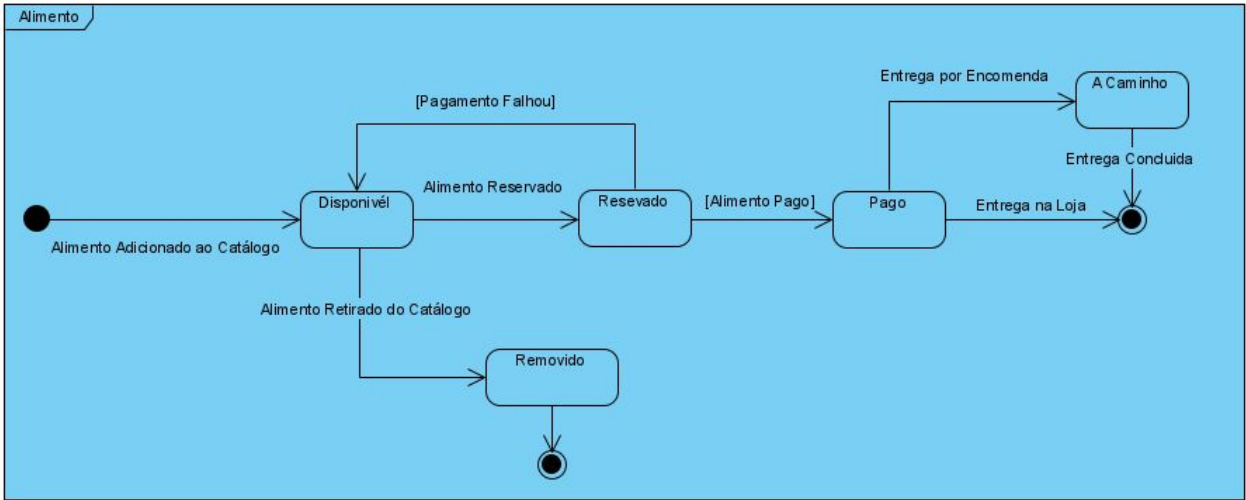 Alimento
Entrega por Encomenda
A Caminho
[Pagamento Falhou]
Entrega Concluida
Alimento Reservado
Disponivél
Resevado
[Alimento Pago]
Pago
Entrega na Loja
Alimento Adicionado ao Catálogo
Alimento Retirado do Catálogo
Removido